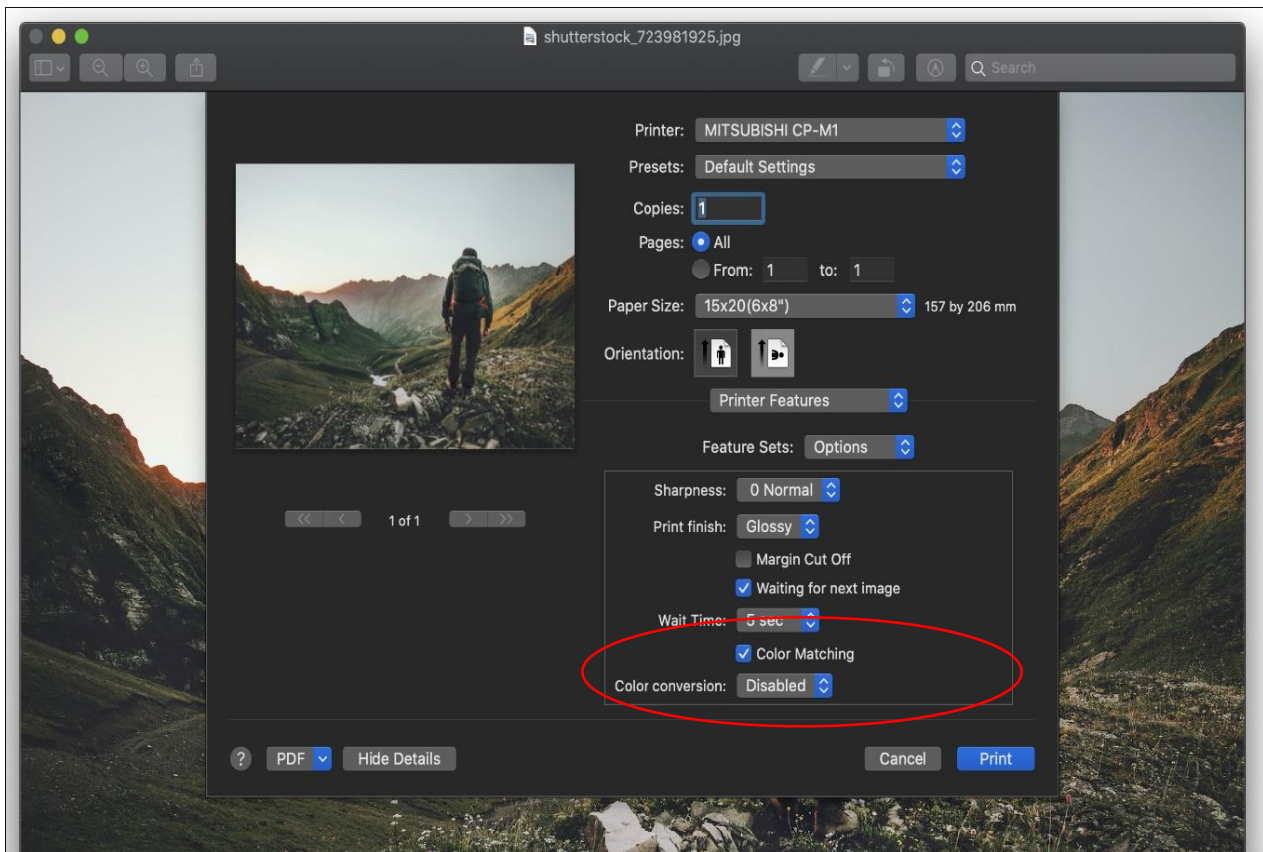 shutterstock_723981925.jpg
Search
Printer: MITSUBISHI CP-M1
Presets: Default Settings
Copies: 1
Pages: All
From: 1 to: 1
Paper Size: 15x20(6x8") 157 by 206 mm
Orientation:
Printer Features
Feature Sets: Options
Sharpness: 0 Normal
Print finish: Glossy
1 of 1
Margin Cut Off
Waiting for next image
Wait Time: 5 sec
Color Matching
Color conversion: Disabled
? PDF Hide Details Cancel Print